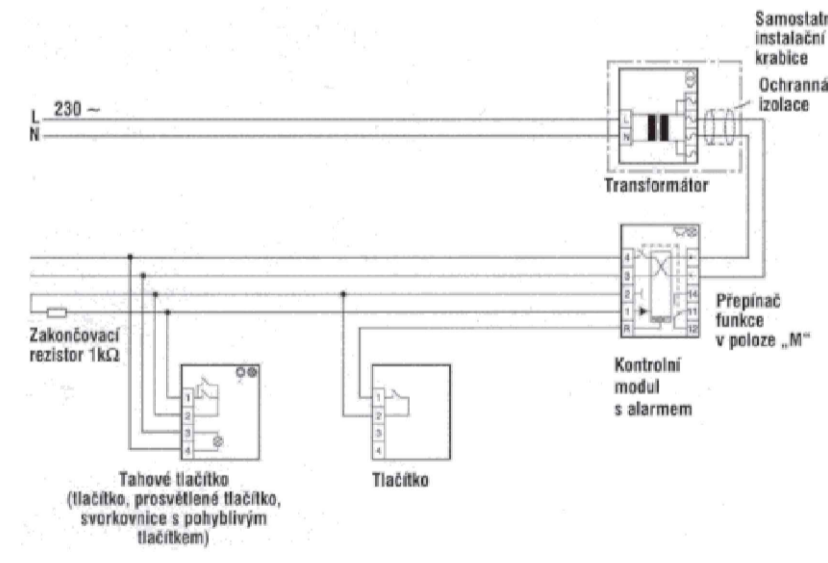 Samostatn
instalační
krabice
Ochranná
izolace
230 ~
L
N
L
N
Transformátor
4
3
2
1
R
14
11
12
Přepínač
funkce
v poloze „M“
Kontrolní
modul
s alarmem
Zakončovací
rezistor 1kΩ
1
2
3
4
1
2
3
4
Tahové tlačítko
(tlačítko, prosvětlené tlačítko,
svorkovnice s pohyblivým
tlačítkem)
Tlačítko